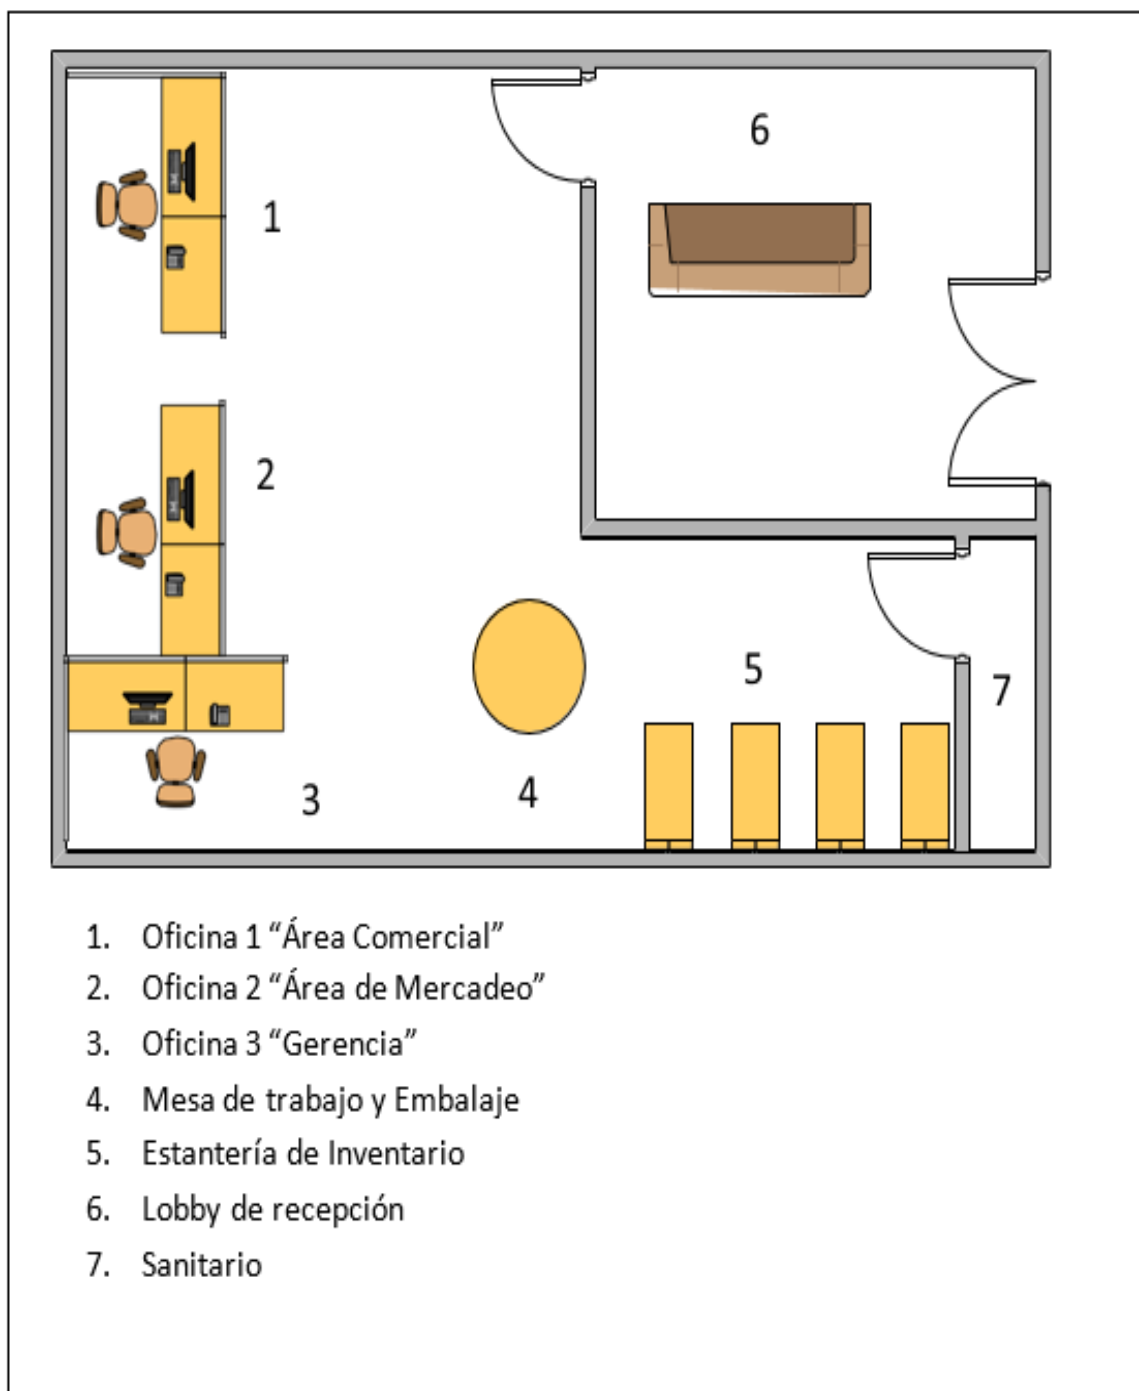 6
1
2
5
7
3
4
1. Oficina 1 “Área Comercial”
2. Oficina 2 “Área de Mercadeo”
3. Oficina 3 “Gerencia”
4. Mesa de trabajo y Embalaje
5. Estantería de Inventario
6. Lobby de recepción
7. Sanitario